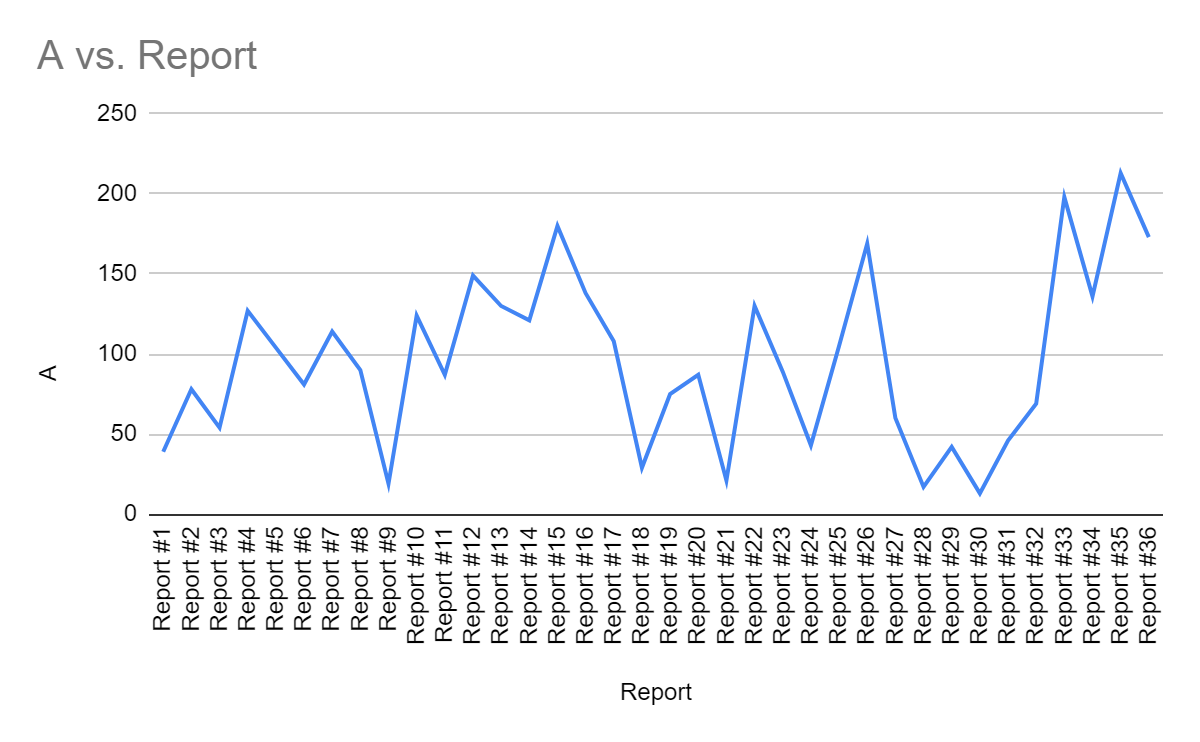 A vs. Report
250
200
150
100
50
0
A
Report #1
Report #2
Report #3
Report #4
Report #5
Report #6
Report #7
Report #8
Report #9
Report #10
Report #11
Report #12
Report #13
Report #14
Report #15
Report #16
Report #17
Report #18
Report #19
Report #20
Report #21
Report #22
Report #23
Report #24
Report #25
Report #26
Report #27
Report #28
Report #29
Report #30
Report #31
Report #32
Report #33
Report #34
Report #35
Report #36
Report